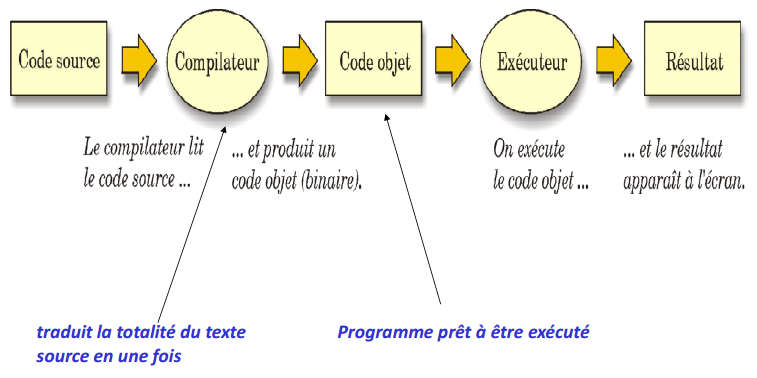 Code source
Compilateur
Code objet
Exécuteur
Résultat
Le compilateur lit
le code source ...
... et produit un
code objet (binaire).
On exécute
le code objet ...
... et le résultat
apparaît à l'écran.
traduit la totalité du texte
source en une fois
Programme prêt à être exécuté